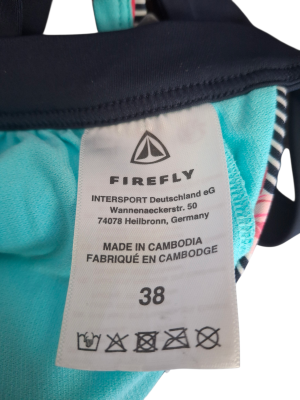 FIREFLY
INTERSPORT Deutschland eG
Wannenaeckerstr. 50
74078 Heilbronn, Germany
MADE IN CAMBODIA
FABRIQUÉ EN CAMBODGE
38